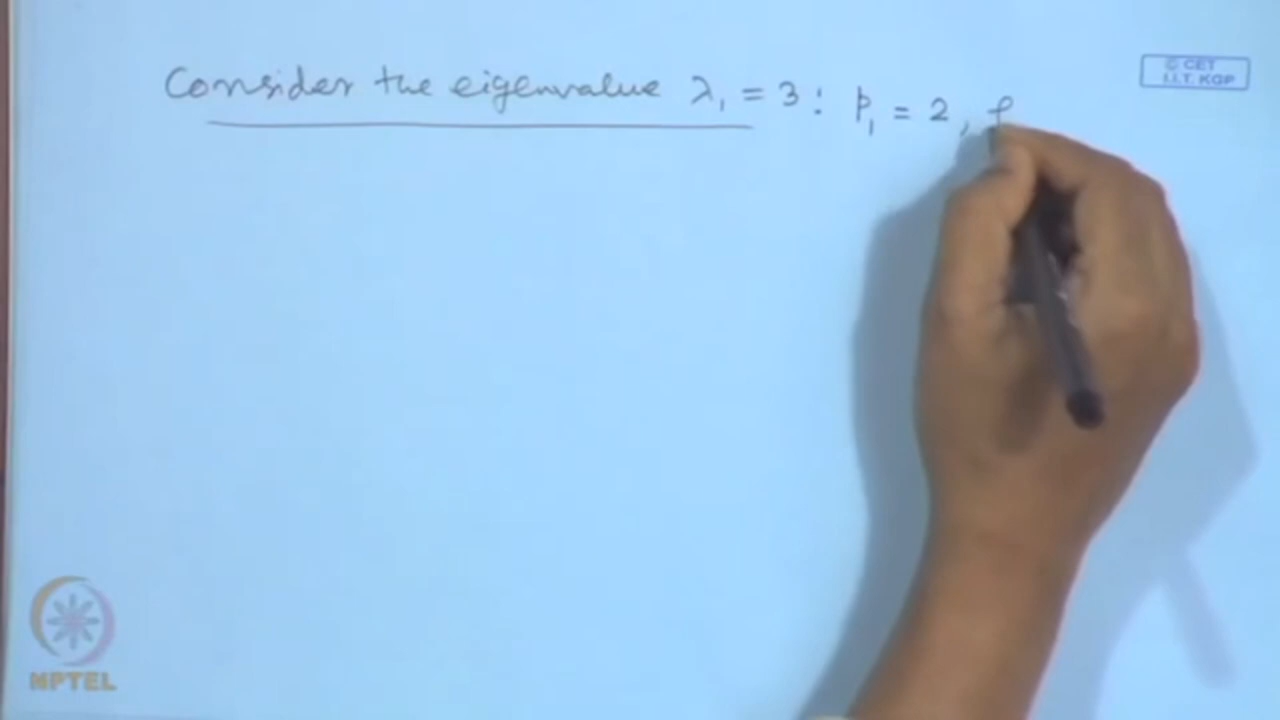 Consider the eigenvalue λ₁ = 3 : p₁ = 2, ρ
© CET
I.I.T. KGP
NPTEL